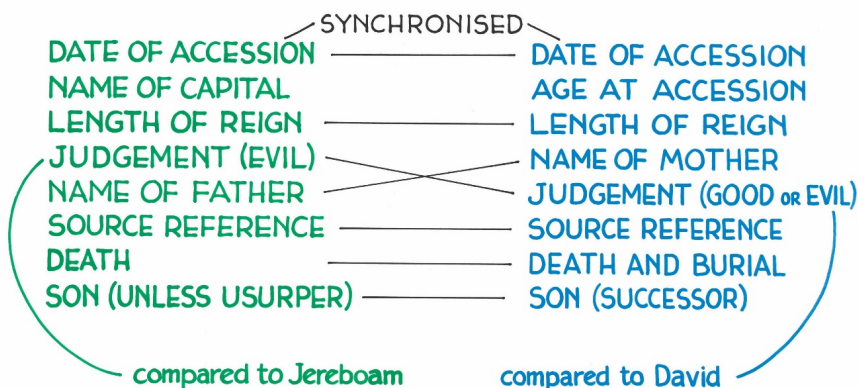 SYNCHRONISED
DATE OF ACCESSION DATE OF ACCESSION
NAME OF CAPITAL AGE AT ACCESSION
LENGTH OF REIGN LENGTH OF REIGN
JUDGEMENT (EVIL) NAME OF MOTHER
NAME OF FATHER JUDGEMENT (GOOD OR EVIL)
SOURCE REFERENCE SOURCE REFERENCE
DEATH DEATH AND BURIAL
SON (UNLESS USURPER) SON (SUCCESSOR)
compared to Jereboam compared to David